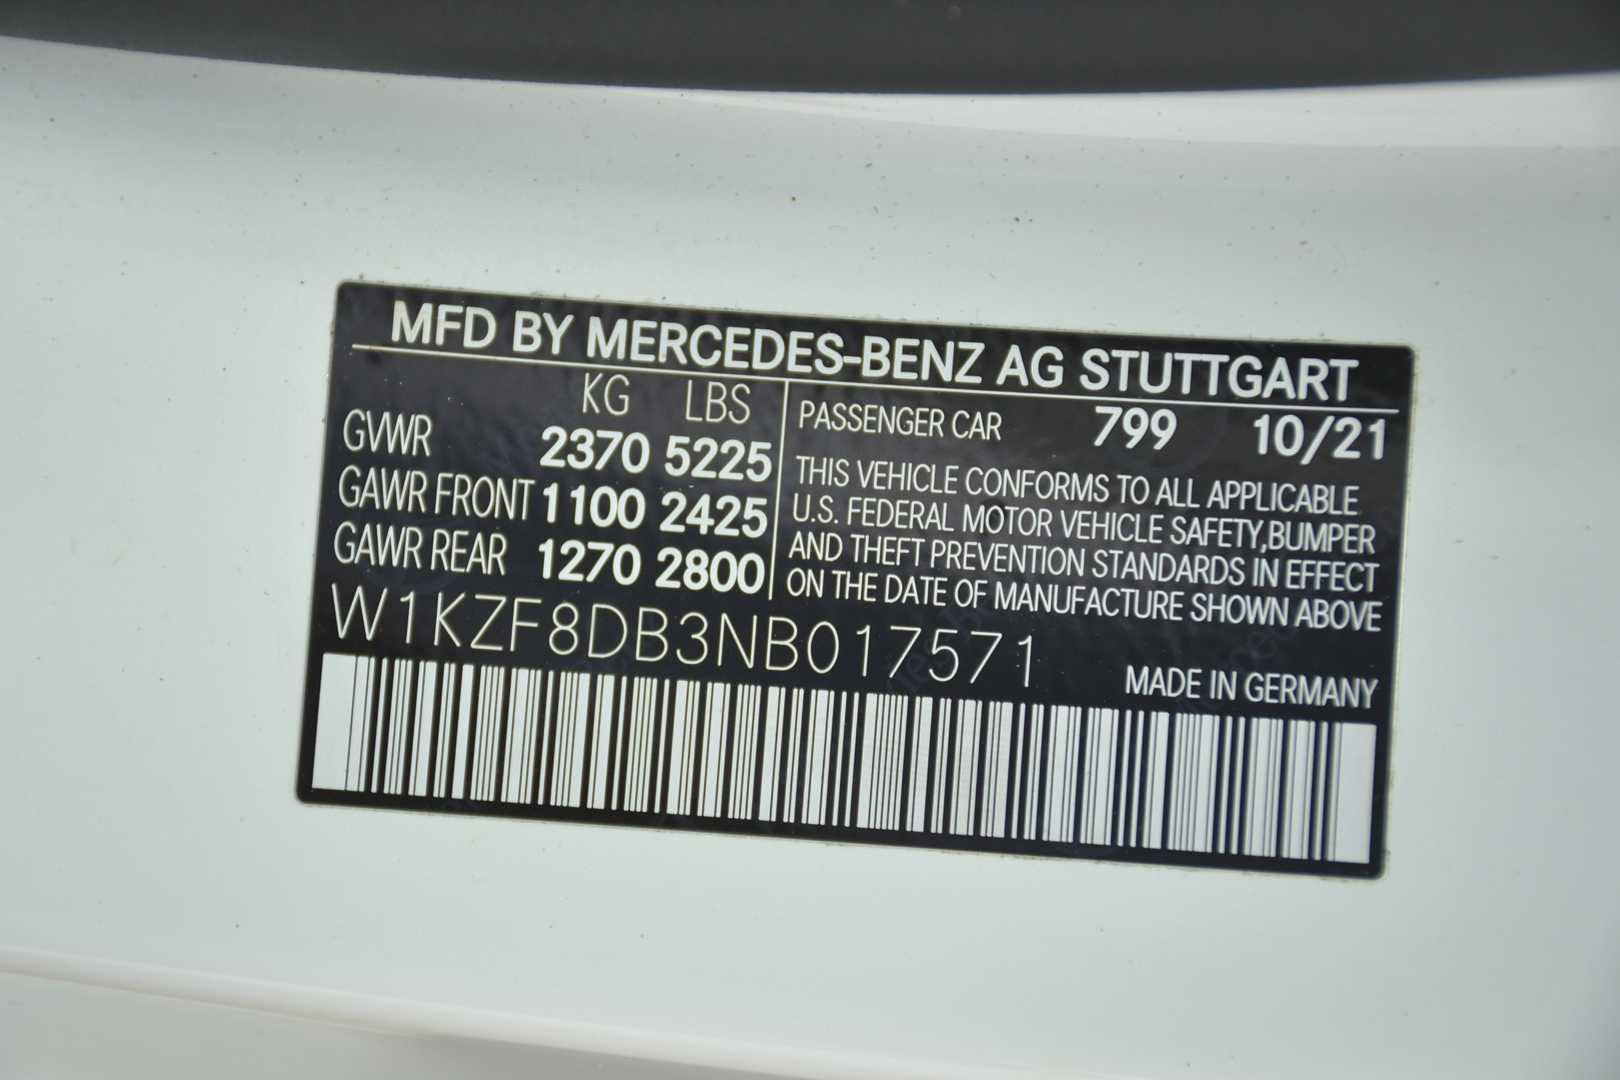 MFD BY MERCEDES-BENZ AG STUTTGART
KG LBS
GVWR 2370 5225
GAWR FRONT 1100 2425
GAWR REAR 1270 2800
PASSENGER CAR 799 10/21
THIS VEHICLE CONFORMS TO ALL APPLICABLE
U.S. FEDERAL MOTOR VEHICLE SAFETY,BUMPER
AND THEFT PREVENTION STANDARDS IN EFFECT
ON THE DATE OF MANUFACTURE SHOWN ABOVE
W1KZF8DB3NB017571
MADE IN GERMANY